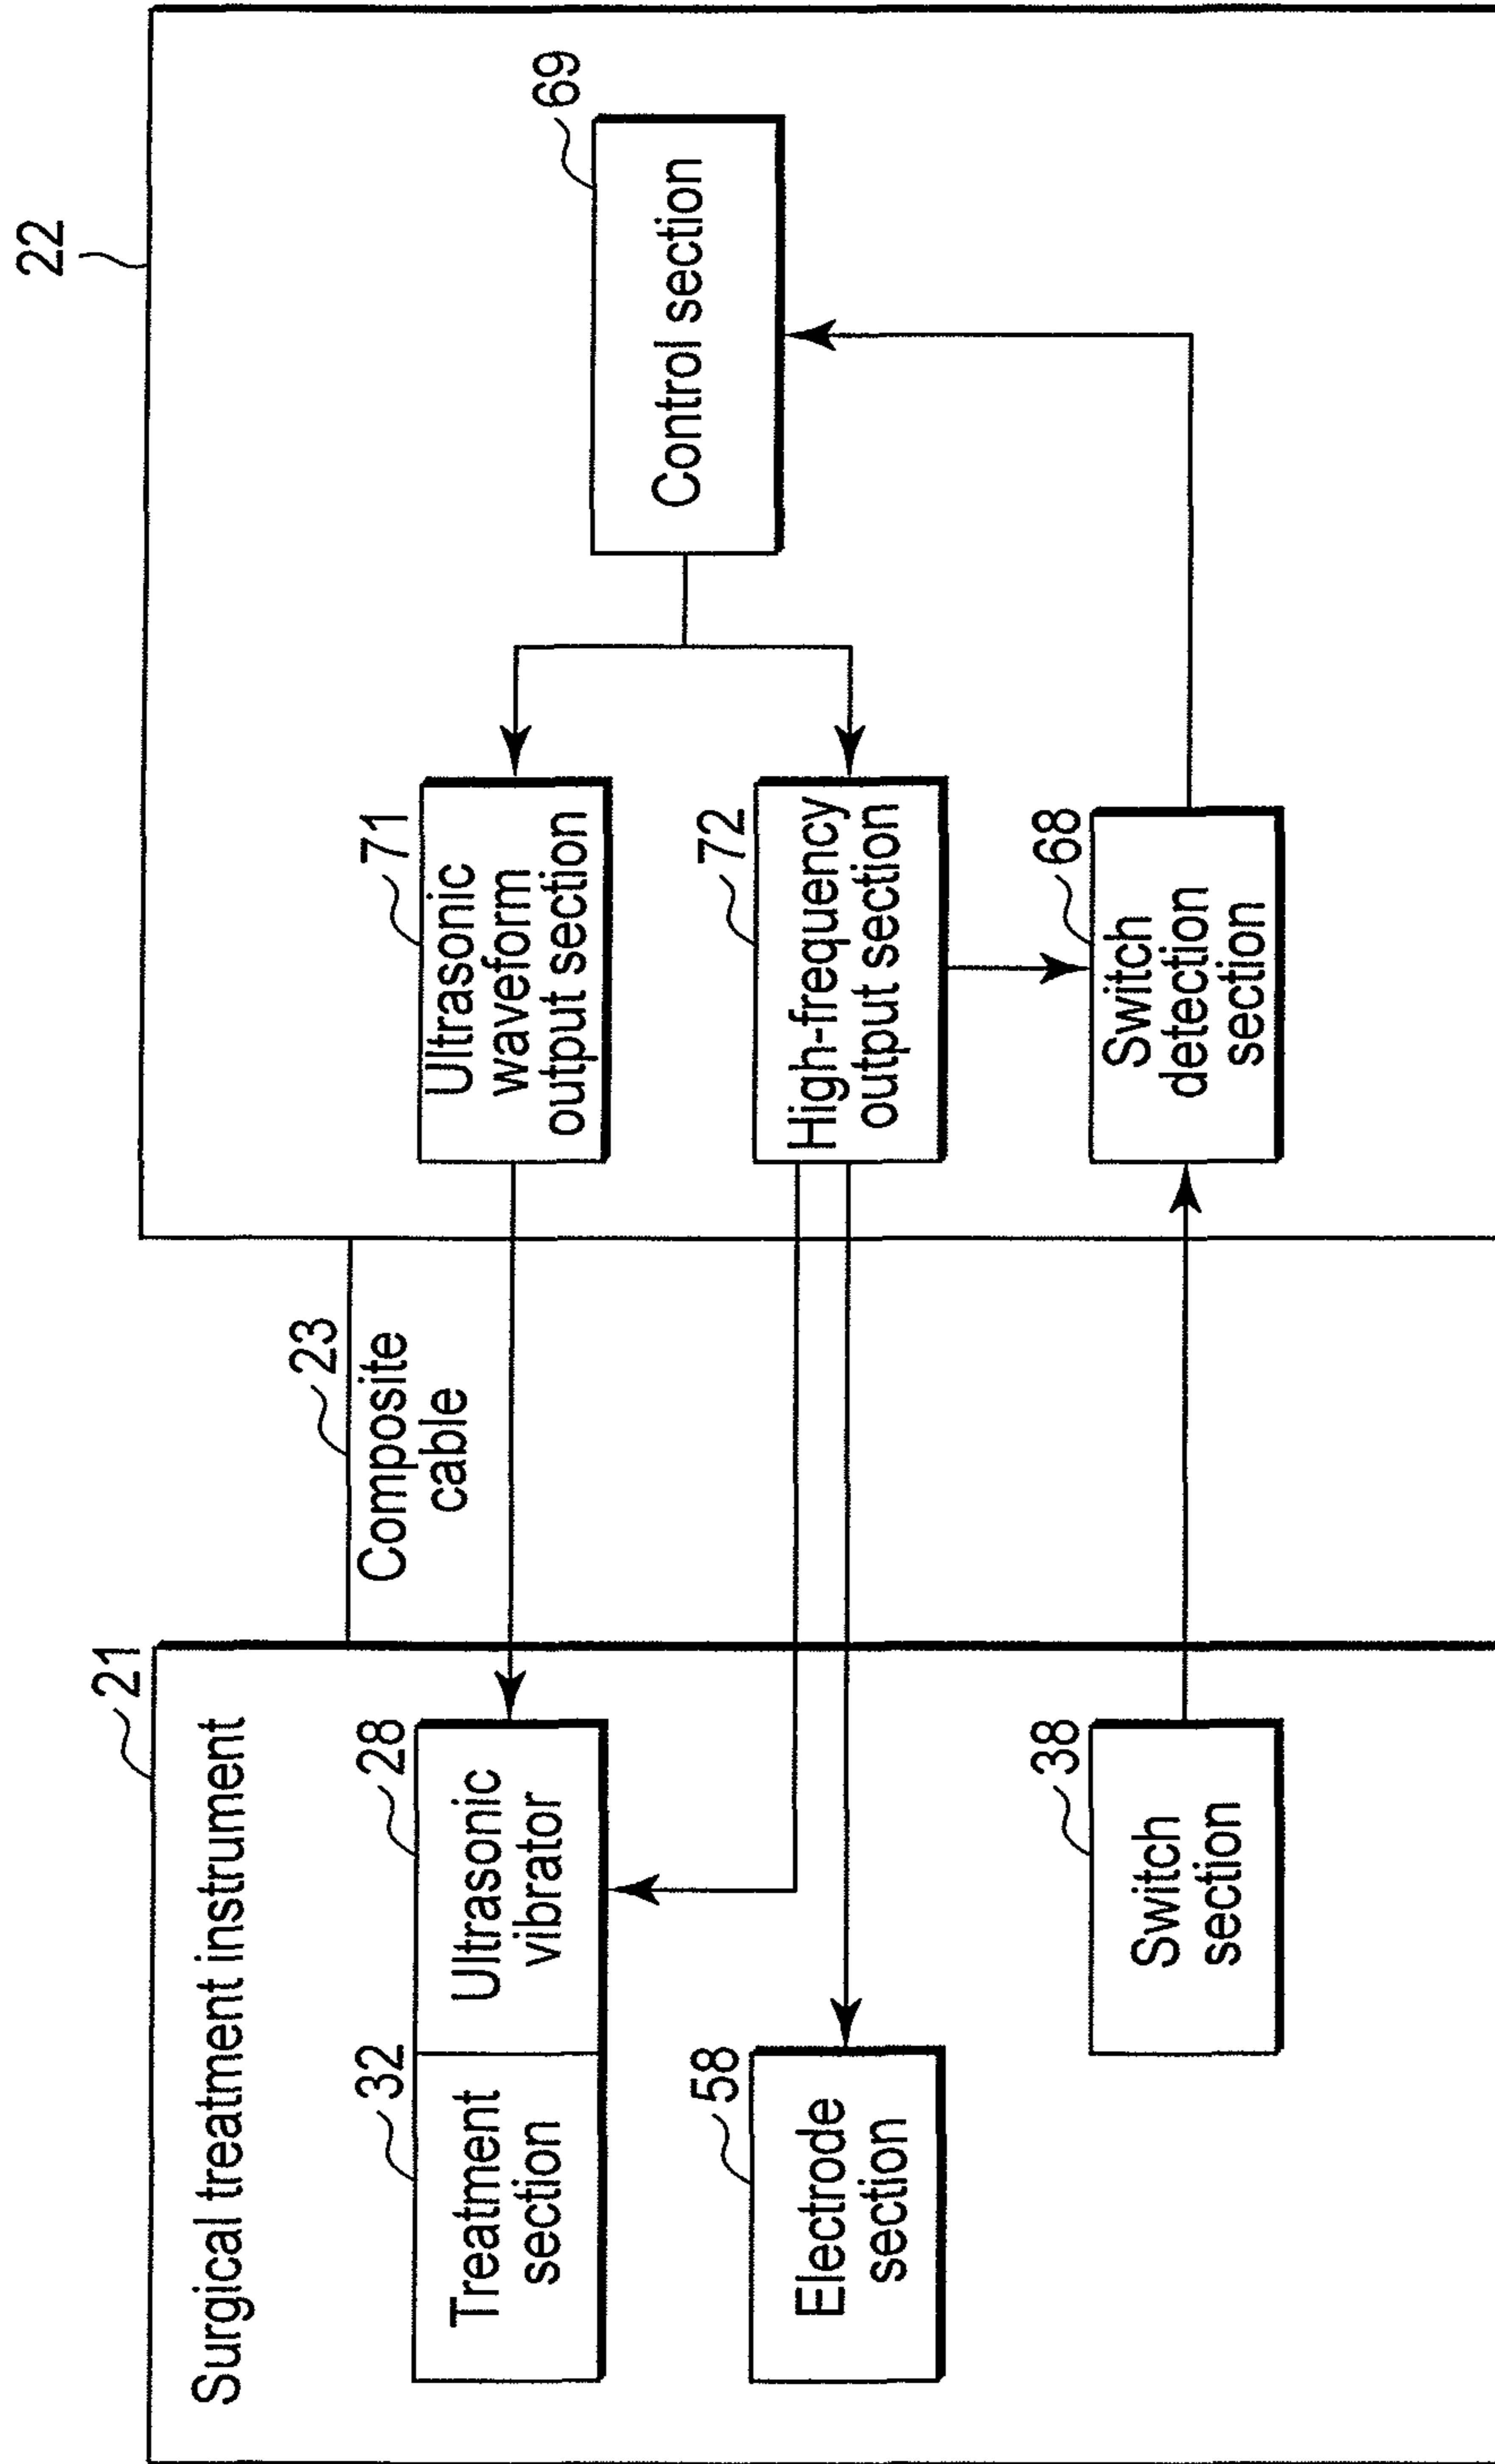 Surgical treatment instrument
21
Treatment
section
32
Ultrasonic
vibrator
28
Electrode
section
58
Switch
section
38
23
Composite
cable
22
Ultrasonic
waveform
output section
71
High-frequency
output section
72
Switch
detection
section
68
Control section
69